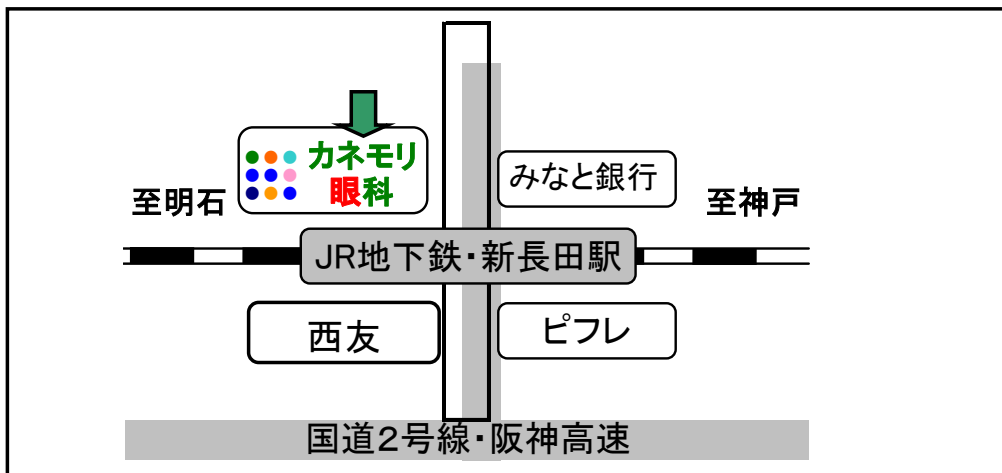 カネモリ
眼科
みなと銀行
至明石
至神戸
JR地下鉄・新長田駅
西友
ピフレ
国道2号線・阪神高速